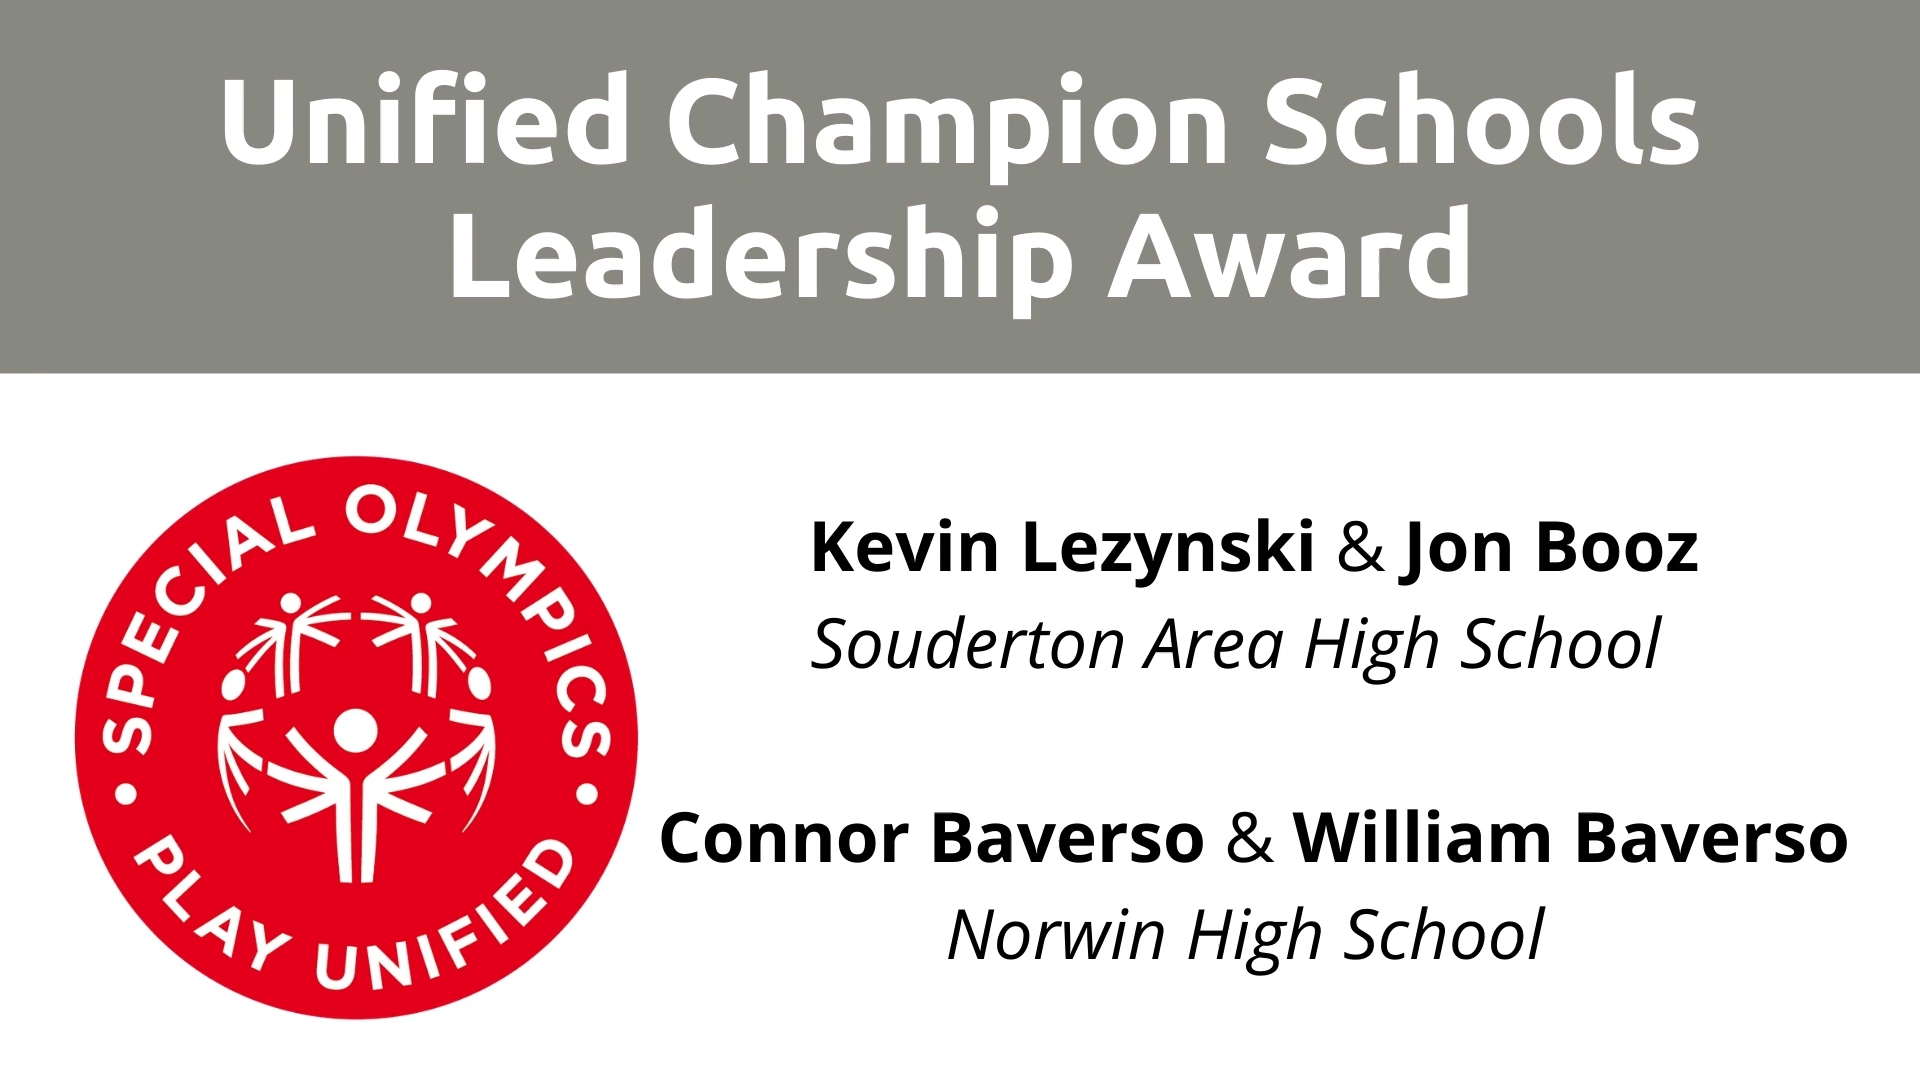 Unified Champion Schools
Leadership Award
SPECIAL OLYMPICS
• PLAY UNIFIED •
Kevin Lezynski & Jon Booz
Souderton Area High School
Connor Baverso & William Baverso
Norwin High School